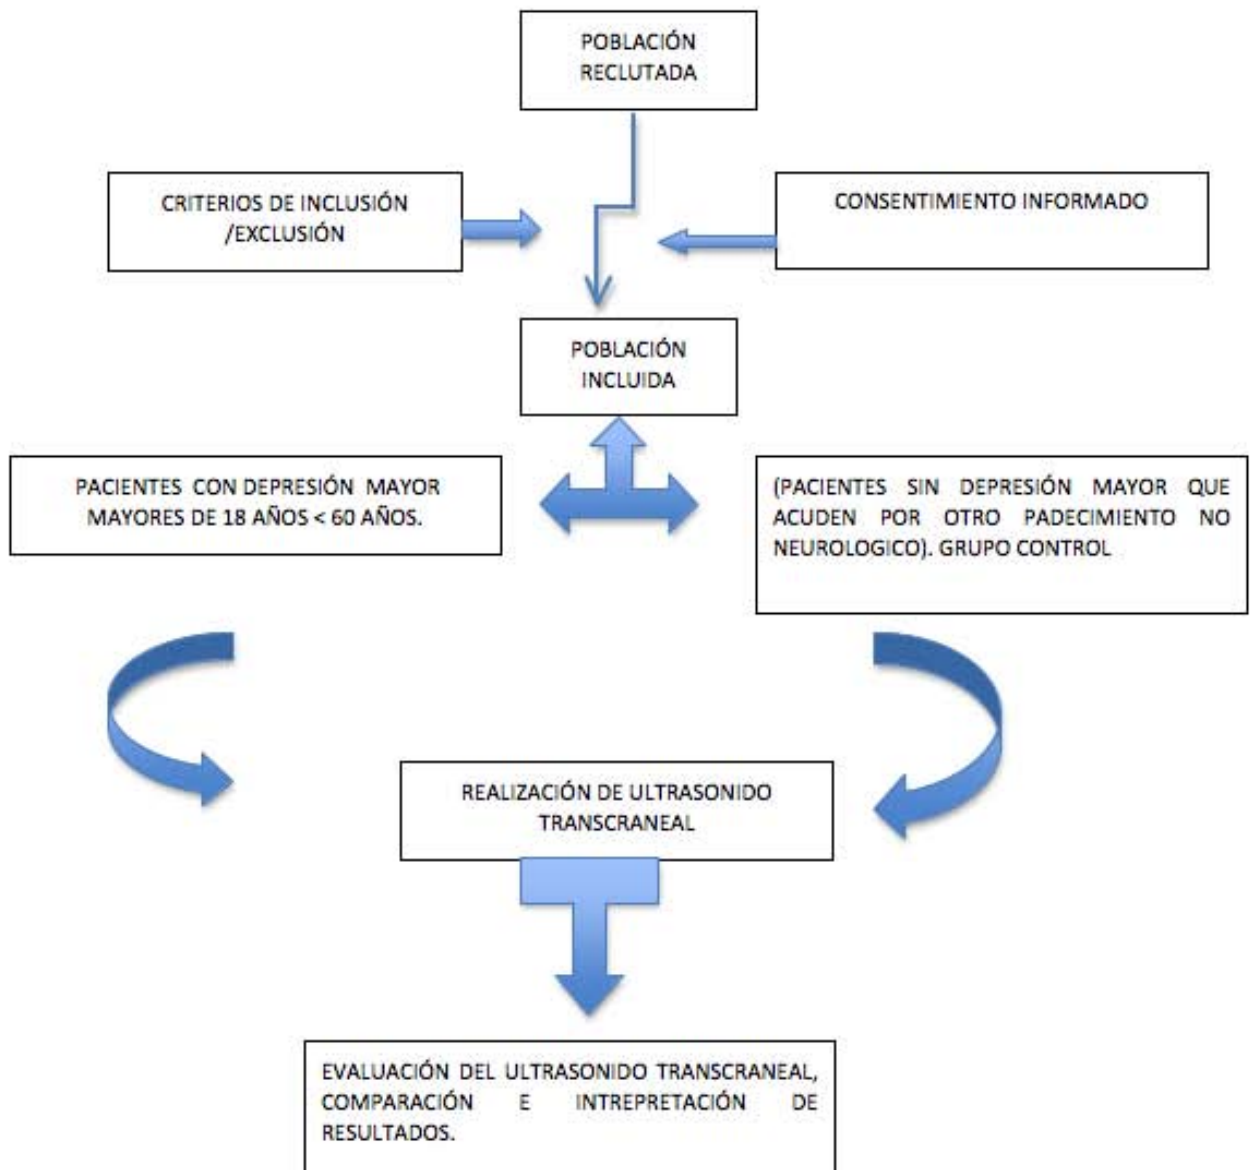 POBLACIÓN
RECLUTADA
CRITERIOS DE INCLUSIÓN
/EXCLUSIÓN
CONSENTIMIENTO INFORMADO
POBLACIÓN
INCLUIDA
PACIENTES CON DEPRESIÓN MAYOR
MAYORES DE 18 AÑOS < 60 AÑOS.
(PACIENTES SIN DEPRESIÓN MAYOR QUE
ACUDEN POR OTRO PADECIMIENTO NO
NEUROLOGICO). GRUPO CONTROL
REALIZACIÓN DE ULTRASONIDO
TRANSCRANEAL
EVALUACIÓN DEL ULTRASONIDO TRANSCRANEAL,
COMPARACIÓN E INTREPRETACIÓN DE
RESULTADOS.